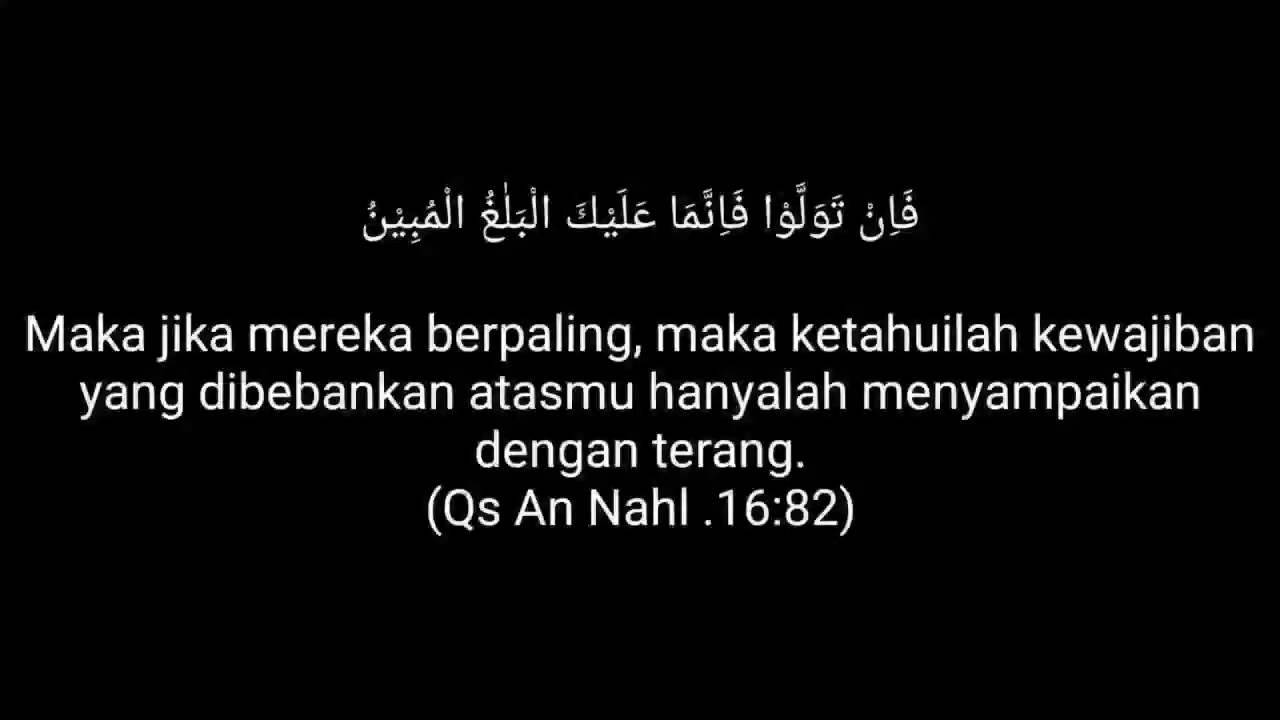 فَاِنْ تَوَلَّوْا فَاِنَّمَا عَلَيْكَ الْبَلٰغُ الْمُبِيْنُ
Maka jika mereka berpaling, maka ketahuilah kewajiban
yang dibebankan atasmu hanyalah menyampaikan
dengan terang.
(Qs An Nahl .16:82)